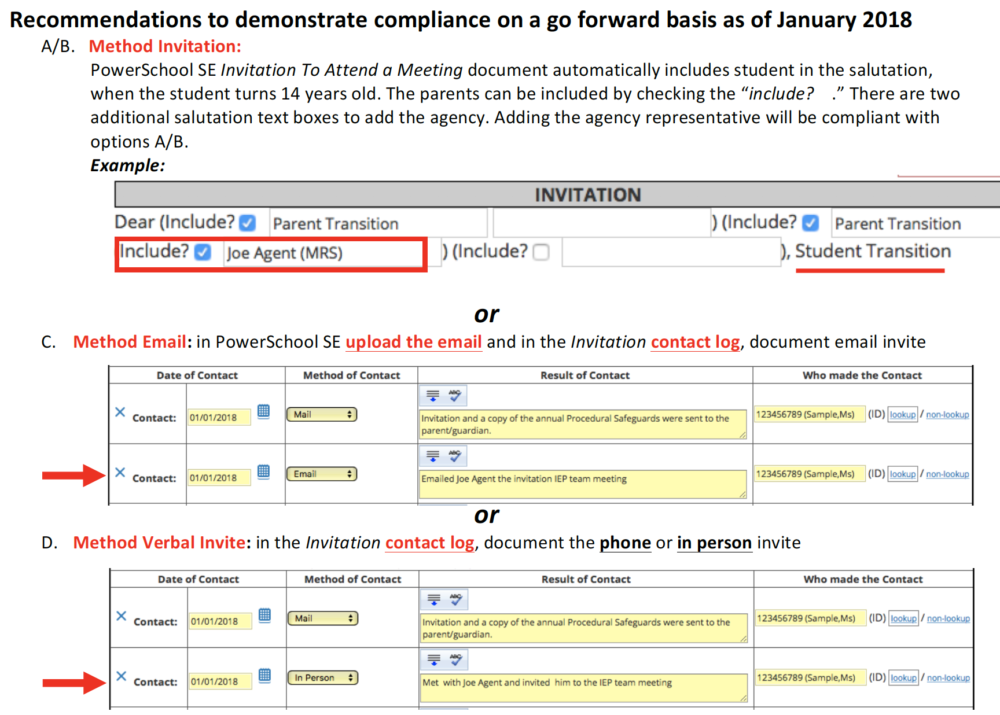 Recommendations to demonstrate compliance on a go forward basis as of January 2018
A/B. Method Invitation:
PowerSchool SE Invitation To Attend a Meeting document automatically includes student in the salutation,
when the student turns 14 years old. The parents can be included by checking the “include? .” There are two
additional salutation text boxes to add the agency. Adding the agency representative will be compliant with
options A/B.
Example:
INVITATION
Dear (Include? Parent Transition ) (Include? Parent Transition
Include? Joe Agent (MRS) ) (Include? ), Student Transition
or
C. Method Email: in PowerSchool SE upload the email and in the Invitation contact log, document email invite
Date of Contact Method of Contact Result of Contact Who made the Contact
ABC
Contact: 01/01/2018 Mail Invitation and a copy of the annual Procedural Safeguards were sent to the 123456789 (Sample,Ms) (ID) lookup / non-lookup
parent/guardian.
ABC
Contact: 01/01/2018 Email Emailed Joe Agent the invitation IEP team meeting 123456789 (Sample,Ms) (ID) lookup / non-lookup
or
D. Method Verbal Invite: in the Invitation contact log, document the phone or in person invite
Date of Contact Method of Contact Result of Contact Who made the Contact
ABC
Contact: 01/01/2018 Mail Invitation and a copy of the annual Procedural Safeguards were sent to the 123456789 (Sample,Ms) (ID) lookup / non-lookup
parent/guardian.
ABC
Contact: 01/01/2018 In Person Met with Joe Agent and invited him to the IEP team meeting 123456789 (Sample,Ms) (ID) lookup / non-lookup